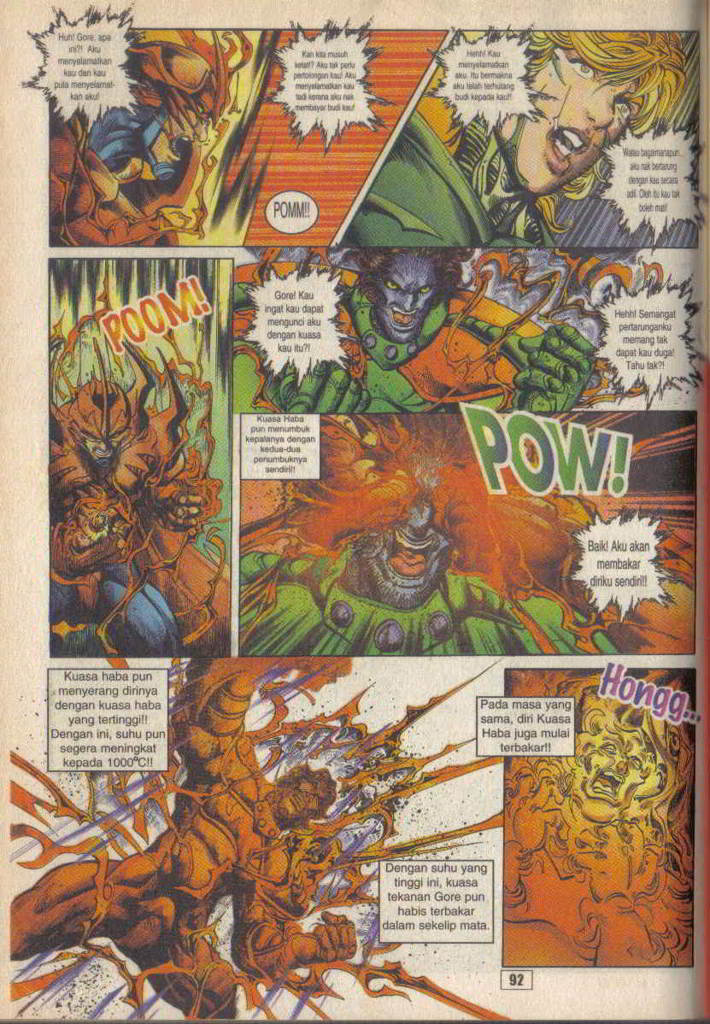 Huh! Gore, apa
ini?! Aku
menyelamatkan
kau dan kau
pula menyelamat-
kan aku!
Kan kita musuh
ketat? Aku tak perlu
pertolongan kau! Aku
menyelamatkan kau
tadi kerana aku nak
membayar budi kau!
Hehh! Kau
menyelamatkan
aku. Itu bermakna
aku telah terhutang
budi kepada kau!!
Walau bagaimanapun...
aku nak bertarung
dengan kau secara
adil. Oleh itu kau tak
boleh mati!
POMM!!
POOM!
Gore! Kau
ingat kau dapat
mengunci aku
dengan kuasa
kau itu?!
Hehh! Semangat
pertarunganku
memang tak
dapat kau duga!
Tahu tak?!
Kuasa Haba
pun menumbuk
kepalanya dengan
kedua-dua
penumbuknya
sendiri!!
POW!
Baik! Aku akan
membakar
diriku sendiri!!
Kuasa haba pun
menyerang dirinya
dengan kuasa haba
yang tertinggi!!
Dengan ini, suhu pun
segera meningkat
kepada 1000°C!!
Pada masa yang
sama, diri Kuasa
Haba juga mulai
terbakar!!
Hongg...
Dengan suhu yang
tinggi ini, kuasa
tekanan Gore pun
habis terbakar
dalam sekelip mata.
92